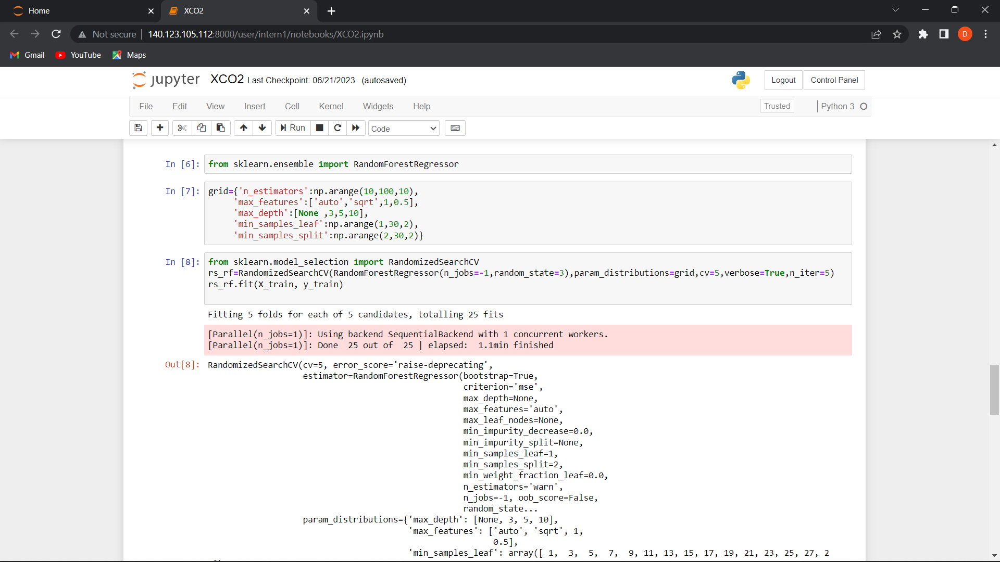 Home
XCO2
Not secure | 140.123.105.112:8000/user/intern1/notebooks/XCO2.ipynb
D
Gmail YouTube Maps
jupyter XCO2 Last Checkpoint: 06/21/2023 (autosaved)
Logout Control Panel
File Edit View Insert Cell Kernel Widgets Help
Trusted Python 3
Run Code
In [6]: from sklearn.ensemble import RandomForestRegressor
In [7]: grid={'n_estimators':np.arange(10,100,10),
'max_features':['auto','sqrt',1,0.5],
'max_depth':[None ,3,5,10],
'min_samples_leaf':np.arange(1,30,2),
'min_samples_split':np.arange(2,30,2)}
In [8]: from sklearn.model_selection import RandomizedSearchCV
rs_rf=RandomizedSearchCV(RandomForestRegressor(n_jobs=-1,random_state=3),param_distributions=grid,cv=5,verbose=True,n_iter=5)
rs_rf.fit(X_train, y_train)
Fitting 5 folds for each of 5 candidates, totalling 25 fits
[Parallel(n_jobs=1)]: Using backend SequentialBackend with 1 concurrent workers.
[Parallel(n_jobs=1)]: Done  25 out of  25 | elapsed:  1.1min finished
Out[8]: RandomizedSearchCV(cv=5, error_score='raise-deprecating',
estimator=RandomForestRegressor(bootstrap=True,
criterion='mse',
max_depth=None,
max_features='auto',
max_leaf_nodes=None,
min_impurity_decrease=0.0,
min_impurity_split=None,
min_samples_leaf=1,
min_samples_split=2,
min_weight_fraction_leaf=0.0,
n_estimators='warn',
n_jobs=-1, oob_score=False,
random_state...
param_distributions={'max_depth': [None, 3, 5, 10],
'max_features': ['auto', 'sqrt', 1,
0.5],
'min_samples_leaf': array([ 1,  3,  5,  7,  9, 11, 13, 15, 17, 19, 21, 23, 25, 27, 2